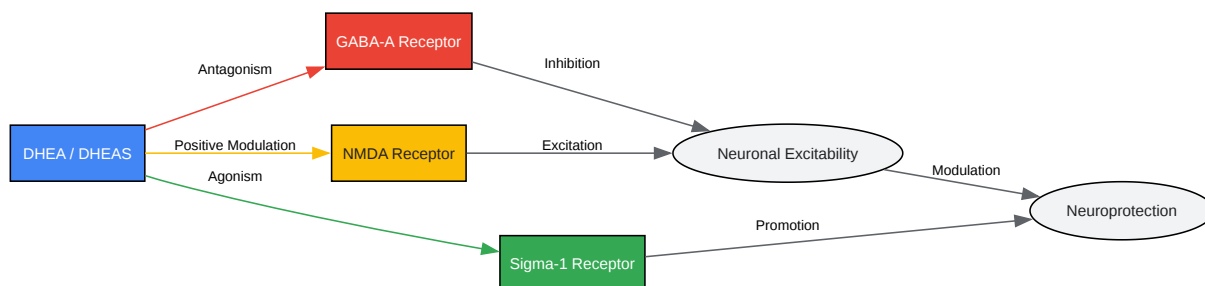 GABA-A Receptor
Inhibition
Antagonism
DHEA / DHEAS
Positive Modulation
NMDA Receptor
Excitation
Neuronal Excitability
Modulation
Agonism
Neuroprotection
Promotion
Sigma-1 Receptor